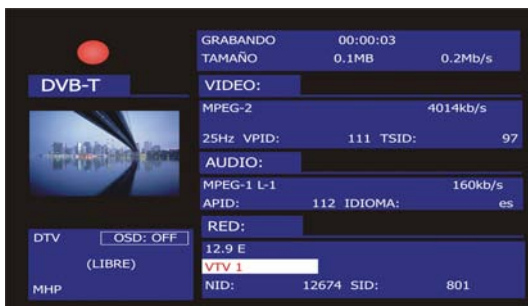 DVB-T
GRABANDO 00:00:03
TAMAÑO 0.1MB 0.2Mb/s
VIDEO:
MPEG-2 4014kb/s
25Hz VPID: 111 TSID: 97
AUDIO:
MPEG-1 L-1 160kb/s
APID: 112 IDIOMA: es
RED:
12.9 E
VTV 1
NID: 12674 SID: 801
DTV OSD: OFF
(LIBRE)
MHP